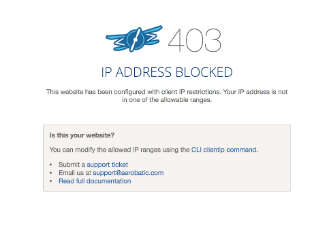 403
IP ADDRESS BLOCKED
This website has been configured with client IP restrictions. Your IP address is not
in one of the allowable ranges.
Is this your website?
You can modify the allowed IP ranges using the CLI clientip command.
• Submit a support ticket
• Email us at support@aerobatic.com
• Read full documentation